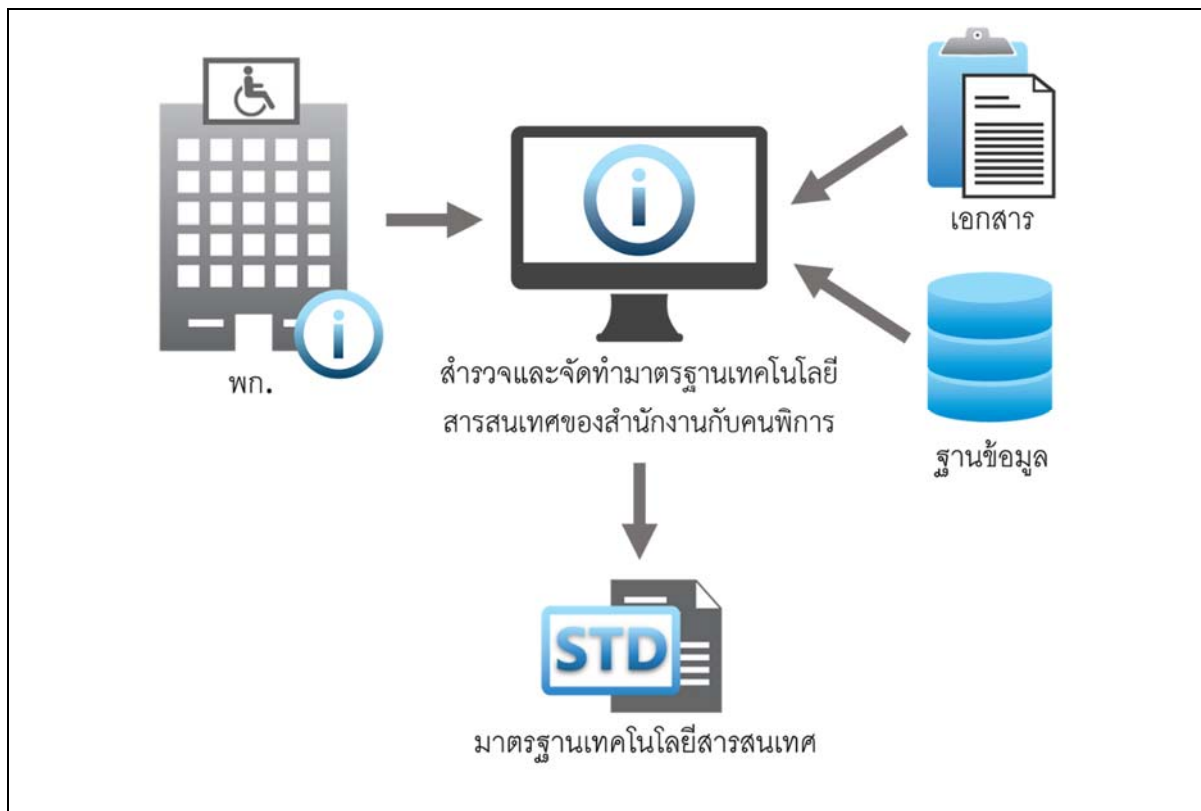 เอกสาร
พก.
สำรวจและจัดทำมาตรฐานเทคโนโลยี
สารสนเทศของสำนักงานกับคนพิการ
ฐานข้อมูล
STD
มาตรฐานเทคโนโลยีสารสนเทศ